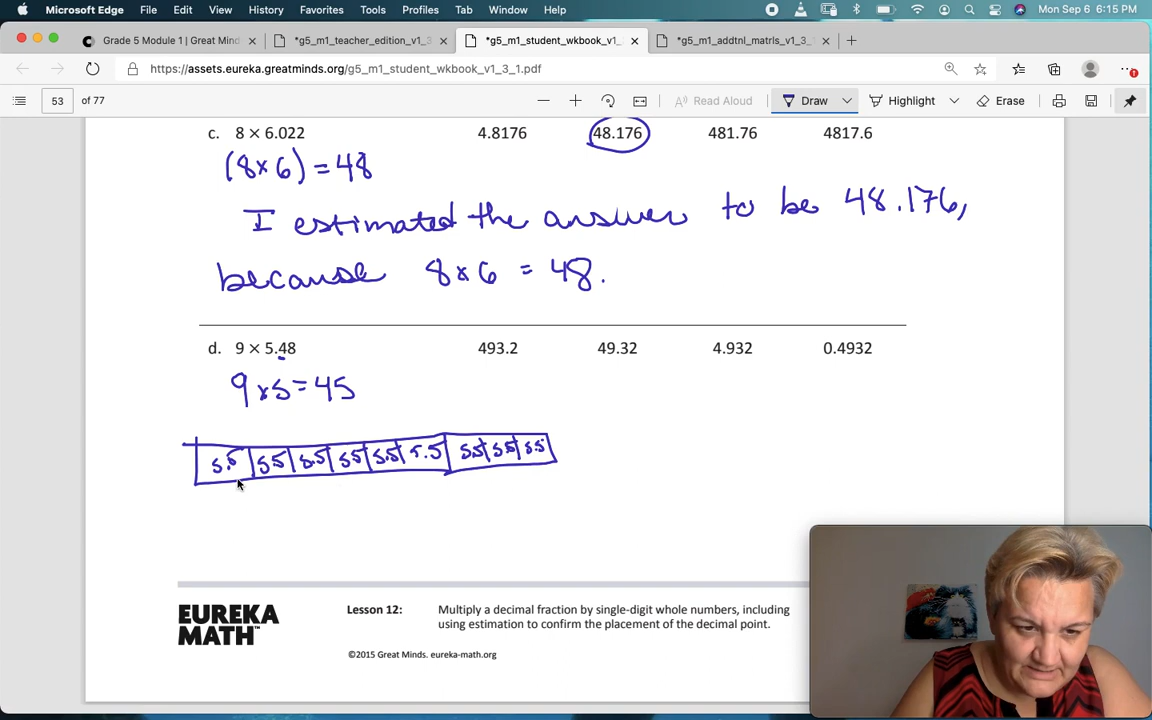 Microsoft Edge File Edit View History Favorites Tools Profiles Tab Window Help Mon Sep 6 6:15 PM
Grade 5 Module 1 | Great Mind *g5_m1_teacher_edition_v1_3 *g5_m1_student_wkbook_v1_ *g5_m1_addtnl_matrls_v1_3_1
https://assets.eureka.greatminds.org/g5_m1_student_wkbook_v1_3_1.pdf
53 of 77 Read Aloud Draw Highlight Erase
c. 8 × 6.022 4.8176 48.176 481.76 4817.6
(8×6) = 48
I estimated the answer to be 48.176,
because 8×6 = 48.
d. 9 × 5.48 493.2 49.32 4.932 0.4932
9×5=45
5.5 5.5 5.5 5.5 5.5 5.5 5.5 5.5 5.5
EUREKA
MATH™
Lesson 12: Multiply a decimal fraction by single-digit whole numbers, including
using estimation to confirm the placement of the decimal point.
©2015 Great Minds. eureka-math.org